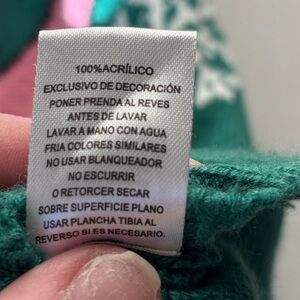 100%ACRÍLICO
EXCLUSIVO DE DECORACIÓN
PONER PRENDA AL REVES
ANTES DE LAVAR
LAVAR A MANO CON AGUA
FRIA COLORES SIMILARES
NO USAR BLANQUEADOR
NO ESCURRIR
O RETORCER SECAR
SOBRE SUPERFICIE PLANO
USAR PLANCHA TIBIA AL
REVERSO SI ES NECESARIO.